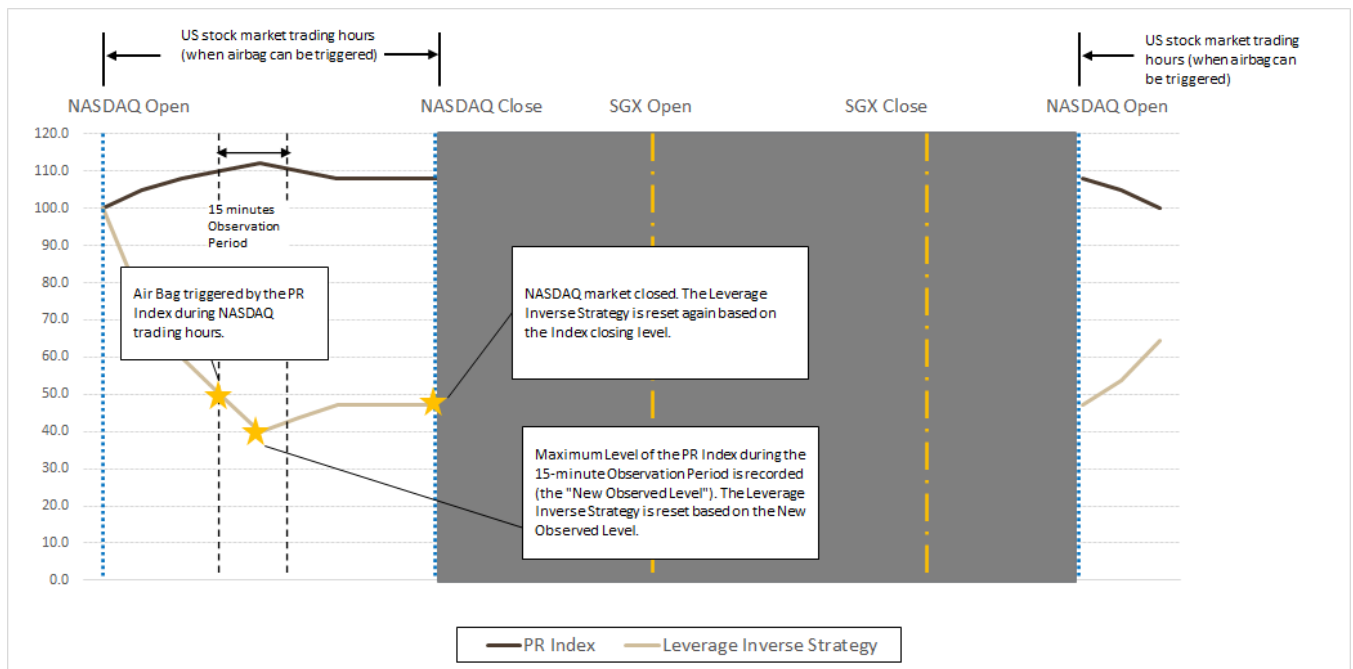 US stock market trading hours
(when airbag can be triggered)
US stock market trading
hours (when airbag can
be triggered)
NASDAQ Open
NASDAQ Close
SGX Open
SGX Close
NASDAQ Open
120.0
110.0
100.0
90.0
80.0
70.0
60.0
50.0
40.0
30.0
20.0
10.0
0.0
15 minutes
Observation
Period
Air Bag triggered by the PR
Index during NASDAQ
trading hours.
NASDAQ market closed. The Leverage
Inverse Strategy is reset again based on
the Index closing level.
Maximum Level of the PR Index during the
15-minute Observation Period is recorded
(the "New Observed Level"). The Leverage
Inverse Strategy is reset based on the New
Observed Level.
PR Index
Leverage Inverse Strategy